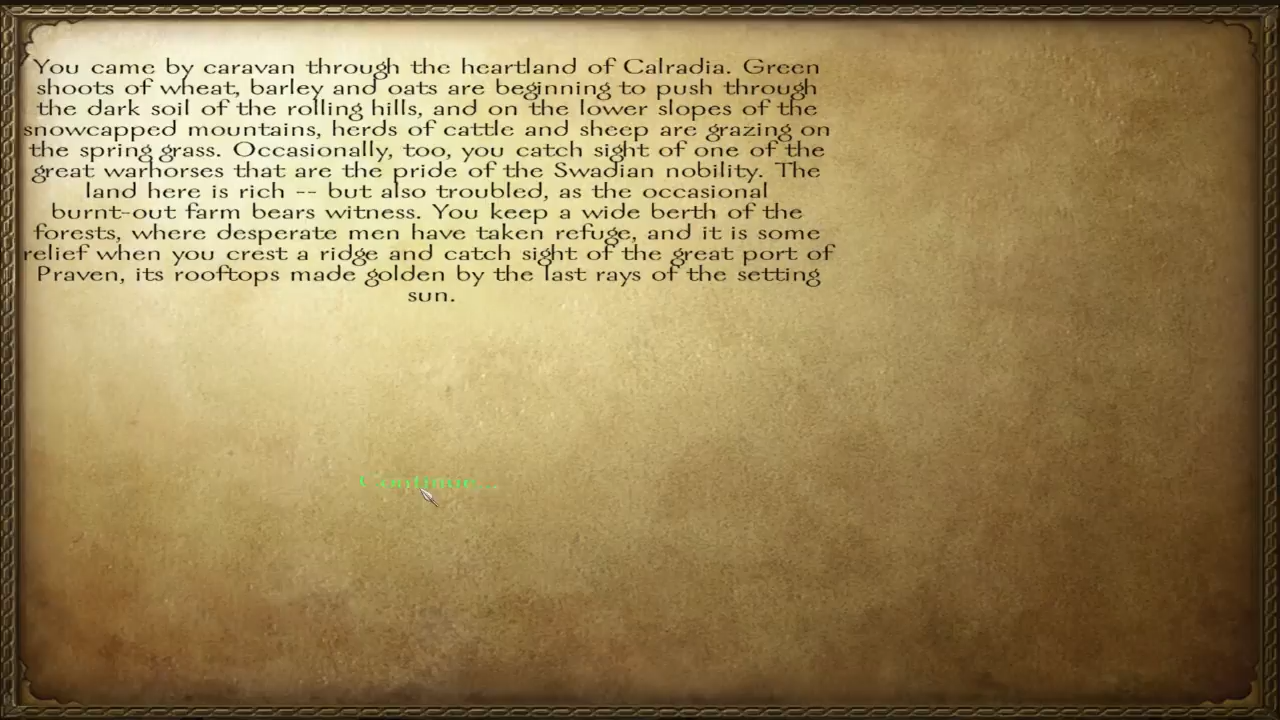 You came by caravan through the heartland of Calradia. Green
shoots of wheat, barley and oats are beginning to push through
the dark soil of the rolling hills, and on the lower slopes of the
snowcapped mountains, herds of cattle and sheep are grazing on
the spring grass. Occasionally, too, you catch sight of one of the
great warhorses that are the pride of the Swadian nobility. The
land here is rich -- but also troubled, as the occasional
burnt-out farm bears witness. You keep a wide berth of the
forests, where desperate men have taken refuge, and it is some
relief when you crest a ridge and catch sight of the great port of
Praven, its rooftops made golden by the last rays of the setting
sun.
Continue...